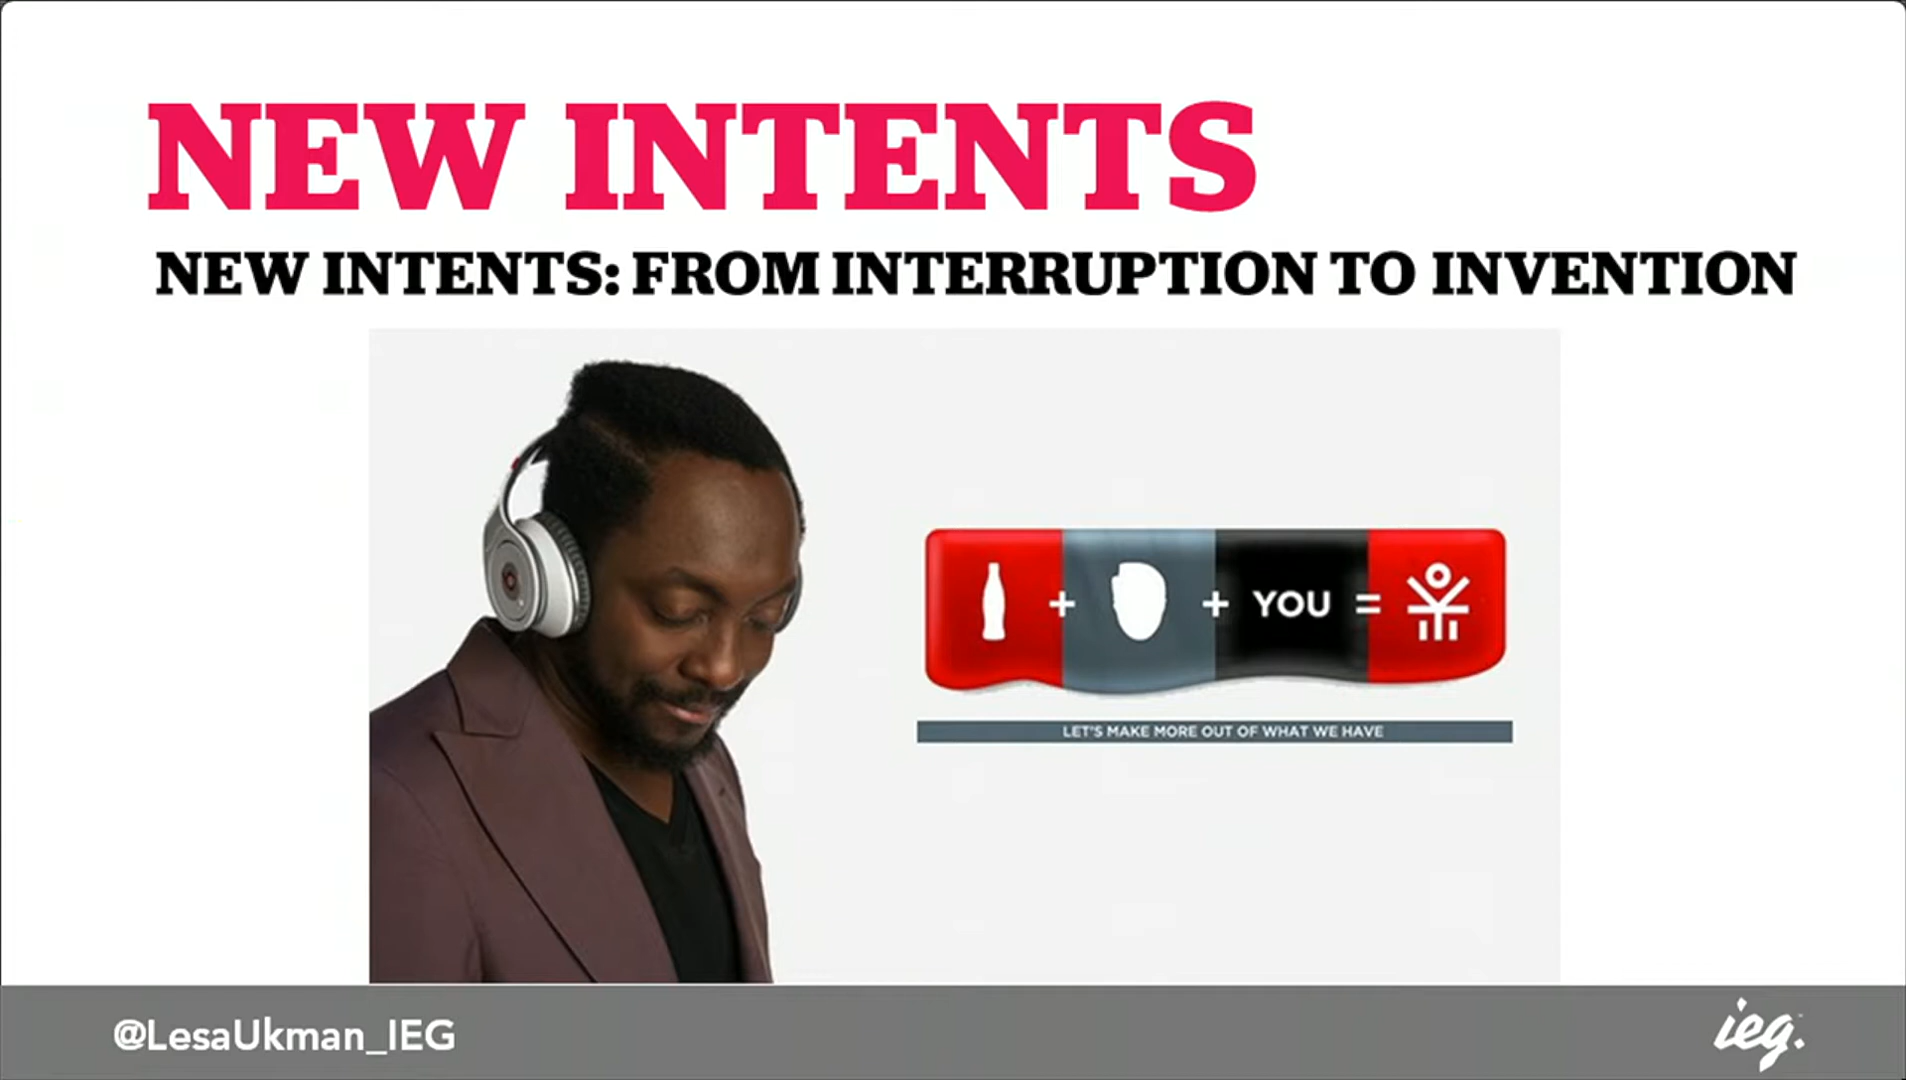 NEW INTENTS
NEW INTENTS: FROM INTERRUPTION TO INVENTION
+ + YOU =
LET'S MAKE MORE OUT OF WHAT WE HAVE
@LesaUkman_IEG
ieg.